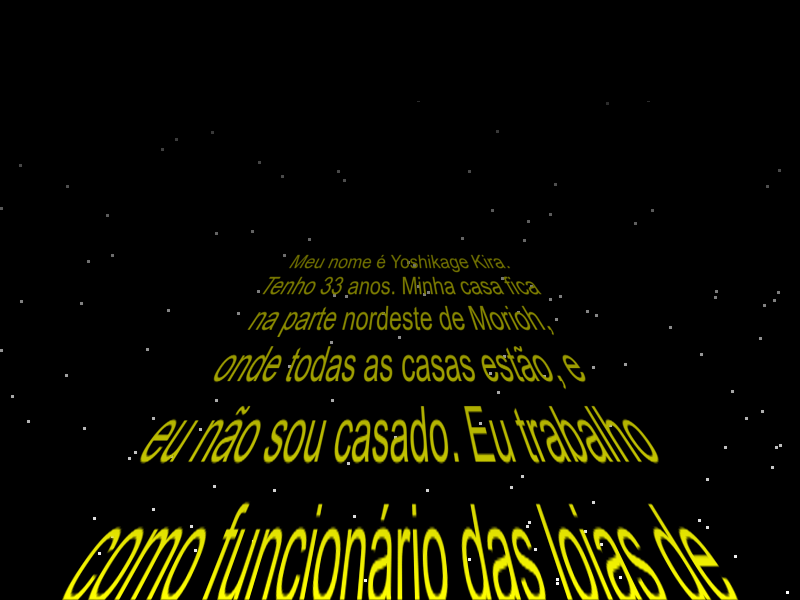 Meu nome é Yoshikage Kira.
Tenho 33 anos. Minha casa fica
na parte nordeste de Morioh,
onde todas as casas estão, e
eu não sou casado. Eu trabalho
como funcionário das lojas de